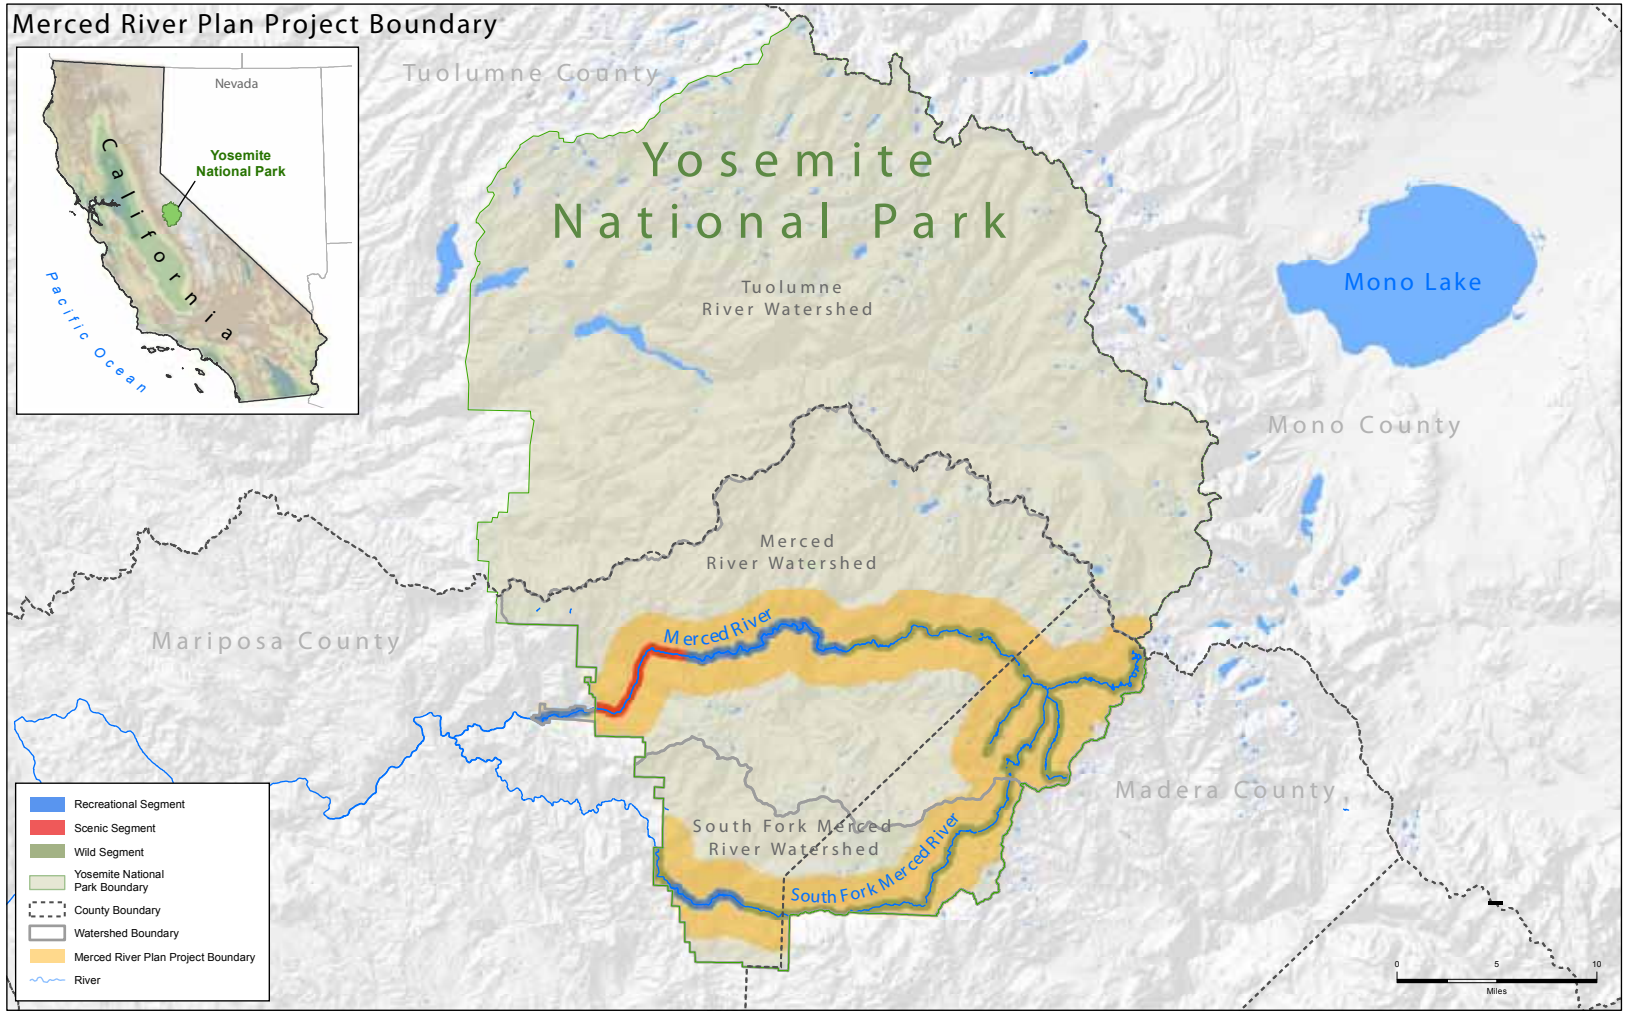 Merced River Plan Project Boundary
Nevada
Yosemite
National Park
California
Pacific Ocean
Tuolumne County
Yosemite
National Park
Tuolumne
River Watershed
Mono Lake
Mono County
Merced
River Watershed
Merced River
Mariposa County
Madera County
South Fork Merced
River Watershed
South Fork Merced River
Recreational Segment
Scenic Segment
Wild Segment
Yosemite National
Park Boundary
County Boundary
Watershed Boundary
Merced River Plan Project Boundary
River
0 5 10
Miles